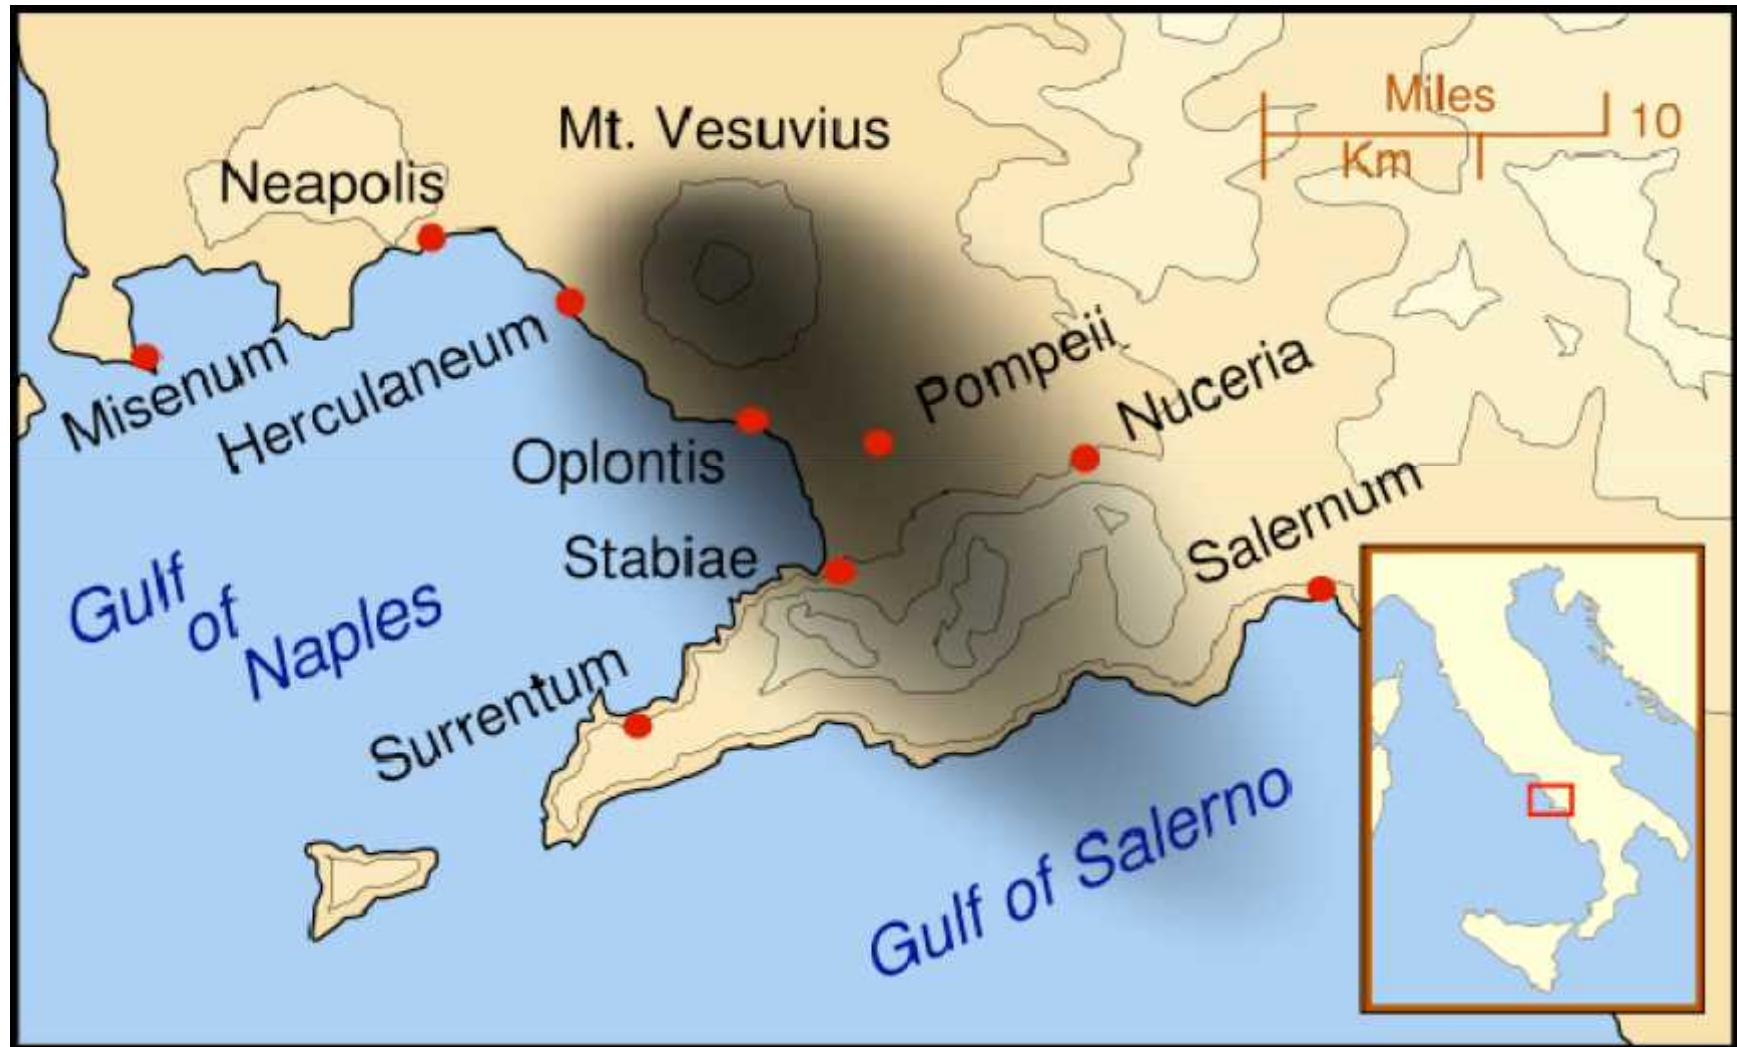 Miles
10
Km
Mt. Vesuvius
Neapolis
Misenum
Herculaneum
Pompeii
Nuceria
Oplontis
Salernum
Stabiae
Gulf
of
Naples
Surrentum
Gulf of Salerno